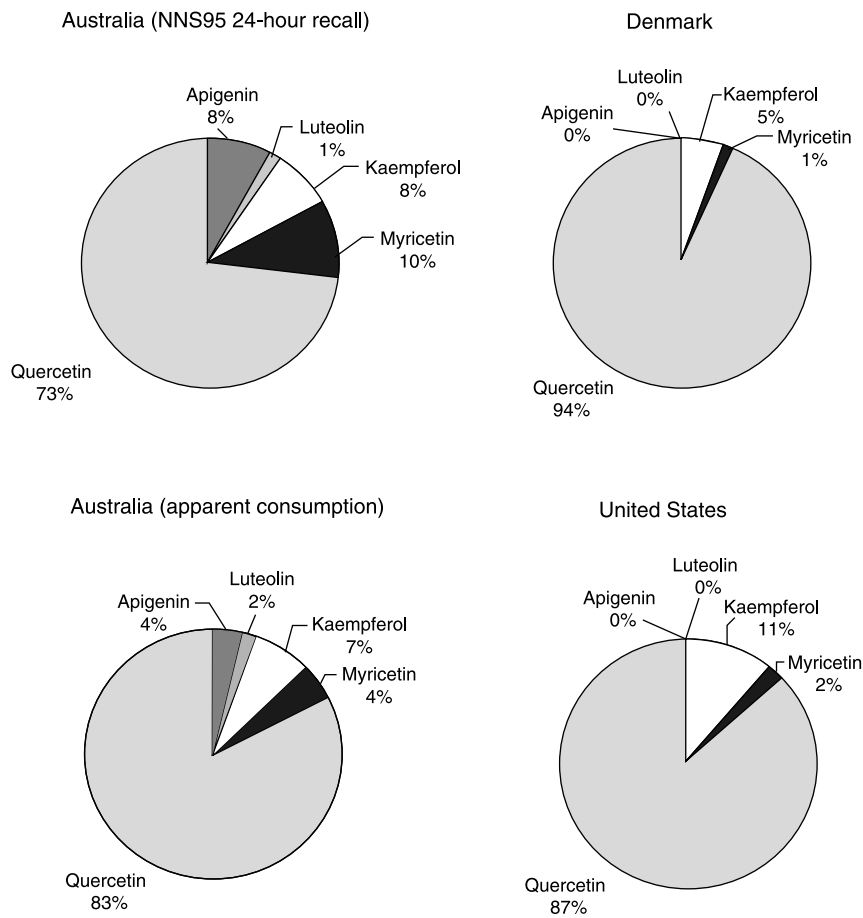 Australia (NNS95 24-hour recall)
Apigenin
8%
Luteolin
1%
Kaempferol
8%
Myricetin
10%
Quercetin
73%
Denmark
Luteolin
0%
Apigenin
0%
Kaempferol
5%
Myricetin
1%
Quercetin
94%
Australia (apparent consumption)
Luteolin
2%
Apigenin
4%
Kaempferol
7%
Myricetin
4%
Quercetin
83%
United States
Luteolin
0%
Apigenin
0%
Kaempferol
11%
Myricetin
2%
Quercetin
87%